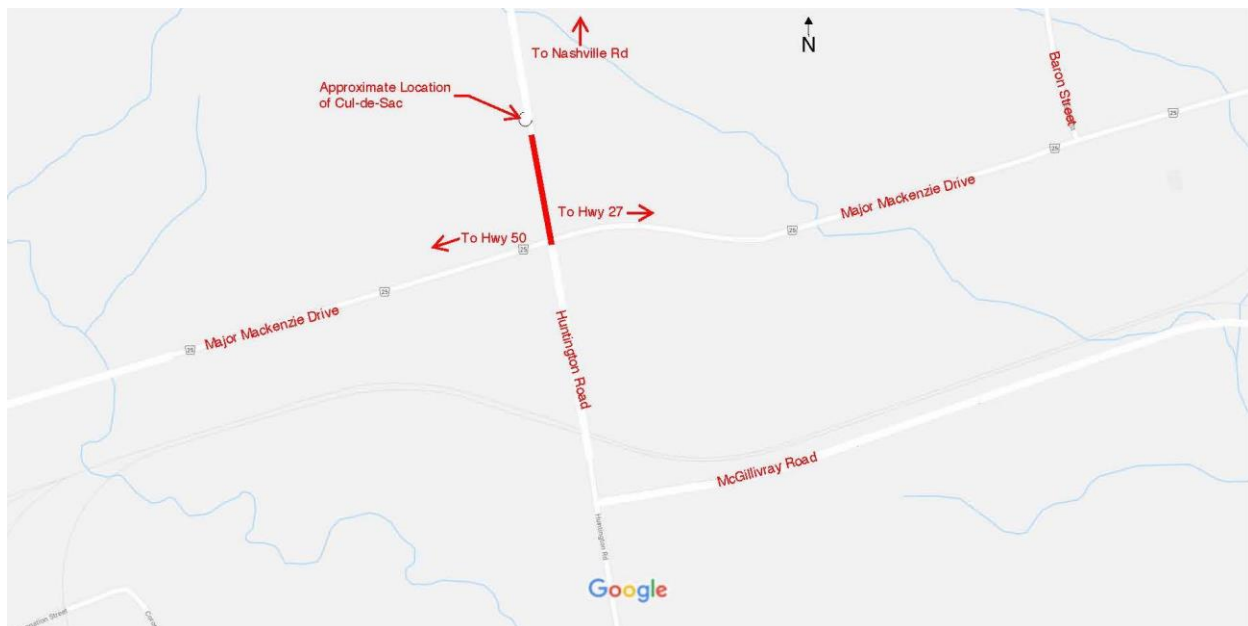 To Nashville Rd
N
Baron Street
Approximate Location
of Cul-de-Sac
25
25
Major Mackenzie Drive
To Hwy 27
25
To Hwy 50
25
25
Major Mackenzie Drive
25
Huntington Road
McGillivray Road
Huntington Rd
Google
Street